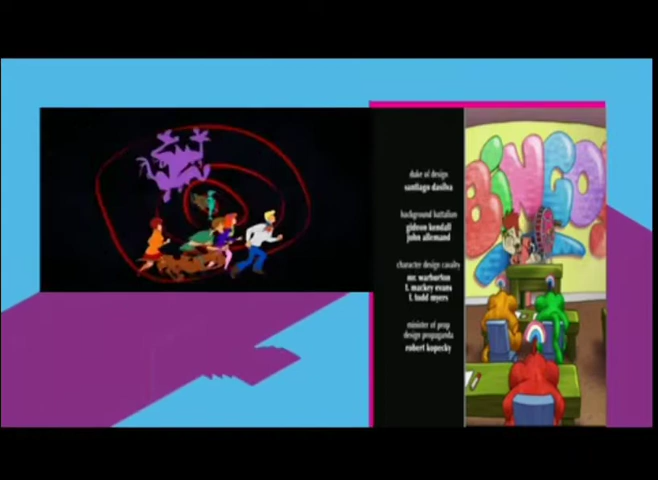 duke of design
santiago dasilva
background battalion
gideon kendall
john allemand
character design cavalry
mr. warburton
t. mackey evans
t. todd myers
minister of prop
design propaganda
robert kopecky
BINGO!